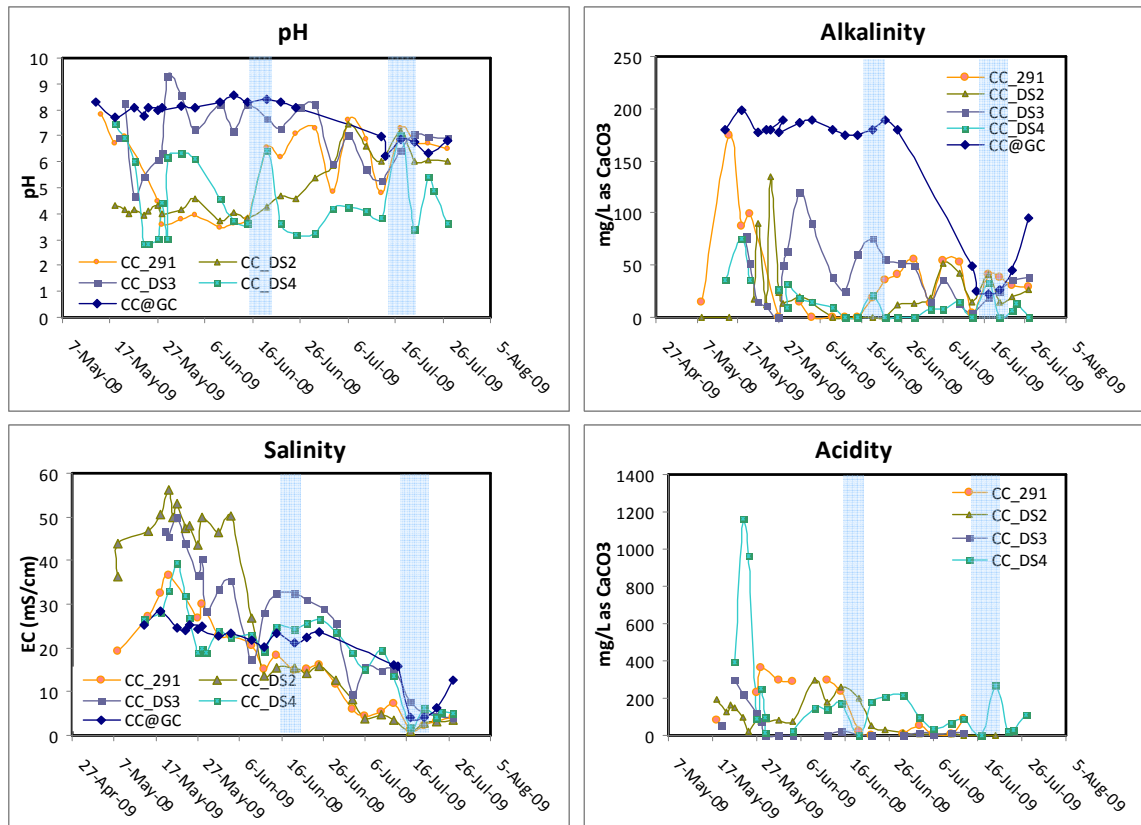 pH
10
9
8
7
6
5
4
3
2
1
0
pH
CC_291
CC_DS2
CC_DS3
CC_DS4
CC@GC
7-May-09
17-May-09
27-May-09
6-Jun-09
16-Jun-09
26-Jun-09
6-Jul-09
16-Jul-09
26-Jul-09
5-Aug-09
Alkalinity
250
200
150
100
50
0
mg/L as CaCO3
CC_291
CC_DS2
CC_DS3
CC_DS4
CC@GC
27-Apr-09
7-May-09
17-May-09
27-May-09
6-Jun-09
16-Jun-09
26-Jun-09
6-Jul-09
16-Jul-09
26-Jul-09
5-Aug-09
Salinity
60
50
40
30
20
10
0
EC (mS/cm)
CC_291
CC_DS2
CC_DS3
CC_DS4
CC@GC
27-Apr-09
7-May-09
17-May-09
27-May-09
6-Jun-09
16-Jun-09
26-Jun-09
6-Jul-09
16-Jul-09
26-Jul-09
5-Aug-09
Acidity
1400
1200
1000
800
600
400
200
0
mg/L as CaCO3
CC_291
CC_DS2
CC_DS3
CC_DS4
7-May-09
17-May-09
27-May-09
6-Jun-09
16-Jun-09
26-Jun-09
6-Jul-09
16-Jul-09
26-Jul-09
5-Aug-09